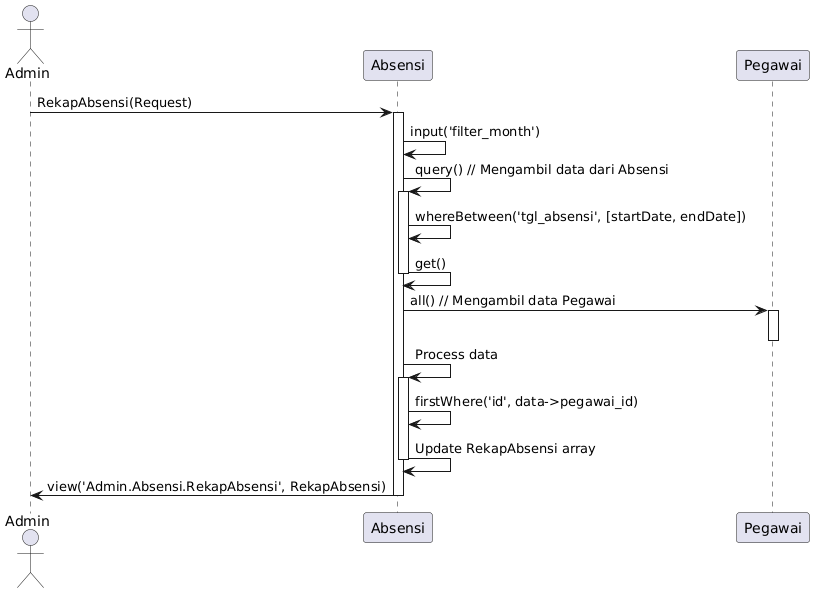 Admin
Absensi
Pegawai
RekapAbsensi(Request)
input('filter_month')
query() // Mengambil data dari Absensi
whereBetween('tgl_absensi', [startDate, endDate])
get()
all() // Mengambil data Pegawai
Process data
firstWhere('id', data->pegawai_id)
Update RekapAbsensi array
view('Admin.Absensi.RekapAbsensi', RekapAbsensi)
Admin
Absensi
Pegawai